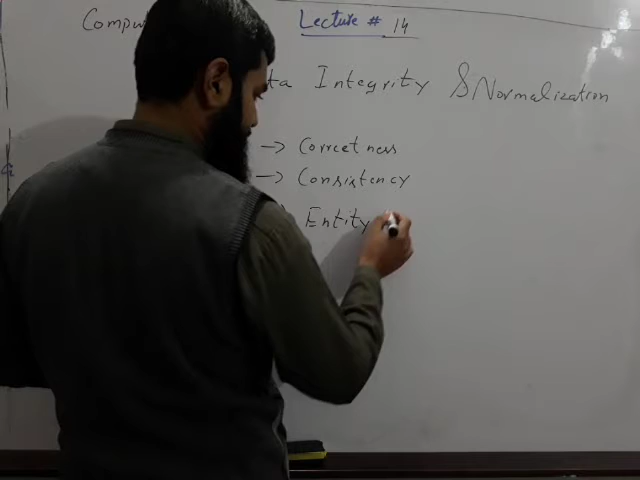 Compu Lecture # 14
ta Integrity & Normalization
→ Correctness
→ Consistency
Entity